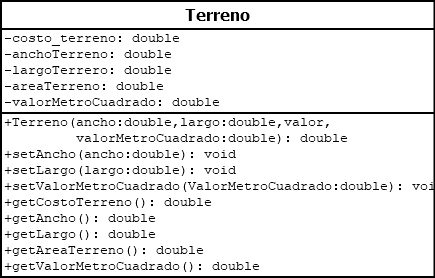 Terreno
-costo_terreno: double
-anchoTerreno: double
-largoTerrero: double
-areaTerreno: double
-valorMetroCuadrado: double
+Terreno(ancho:double,largo:double,valor,
valorMetroCuadrado:double): double
+setAncho(ancho:double): void
+setLargo(largo:double): void
+setValorMetroCuadrado(ValorMetroCuadrado:double): voi
+getCostoTerreno(): double
+getAncho(): double
+getLargo(): double
+getAreaTerreno(): double
+getValorMetroCuadrado(): double